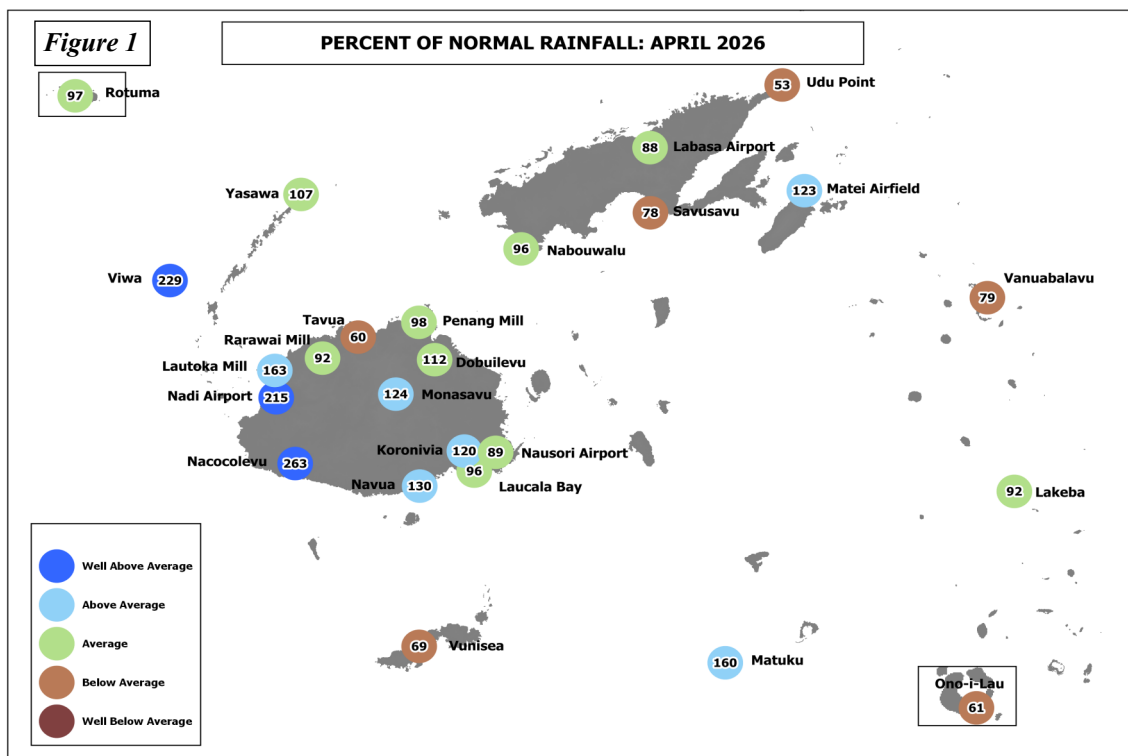 Figure 1
PERCENT OF NORMAL RAINFALL: APRIL 2026
97 Rotuma
53 Udu Point
88 Labasa Airport
Yasawa 107
123 Matei Airfield
78 Savusavu
96 Nabouwalu
Viwa 229
Vanuabalavu
79
Tavua
60
98 Penang Mill
Rarawai Mill
92
112 Dobuilevu
Lautoka Mill 163
Nadi Airport 215
124 Monasavu
Koronivia 120
89 Nausori Airport
Nacocolevu 263
96 Laucala Bay
Navua 130
92 Lakeba
69 Vunisea
160 Matuku
Ono-i-Lau
61
Well Above Average
Above Average
Average
Below Average
Well Below Average